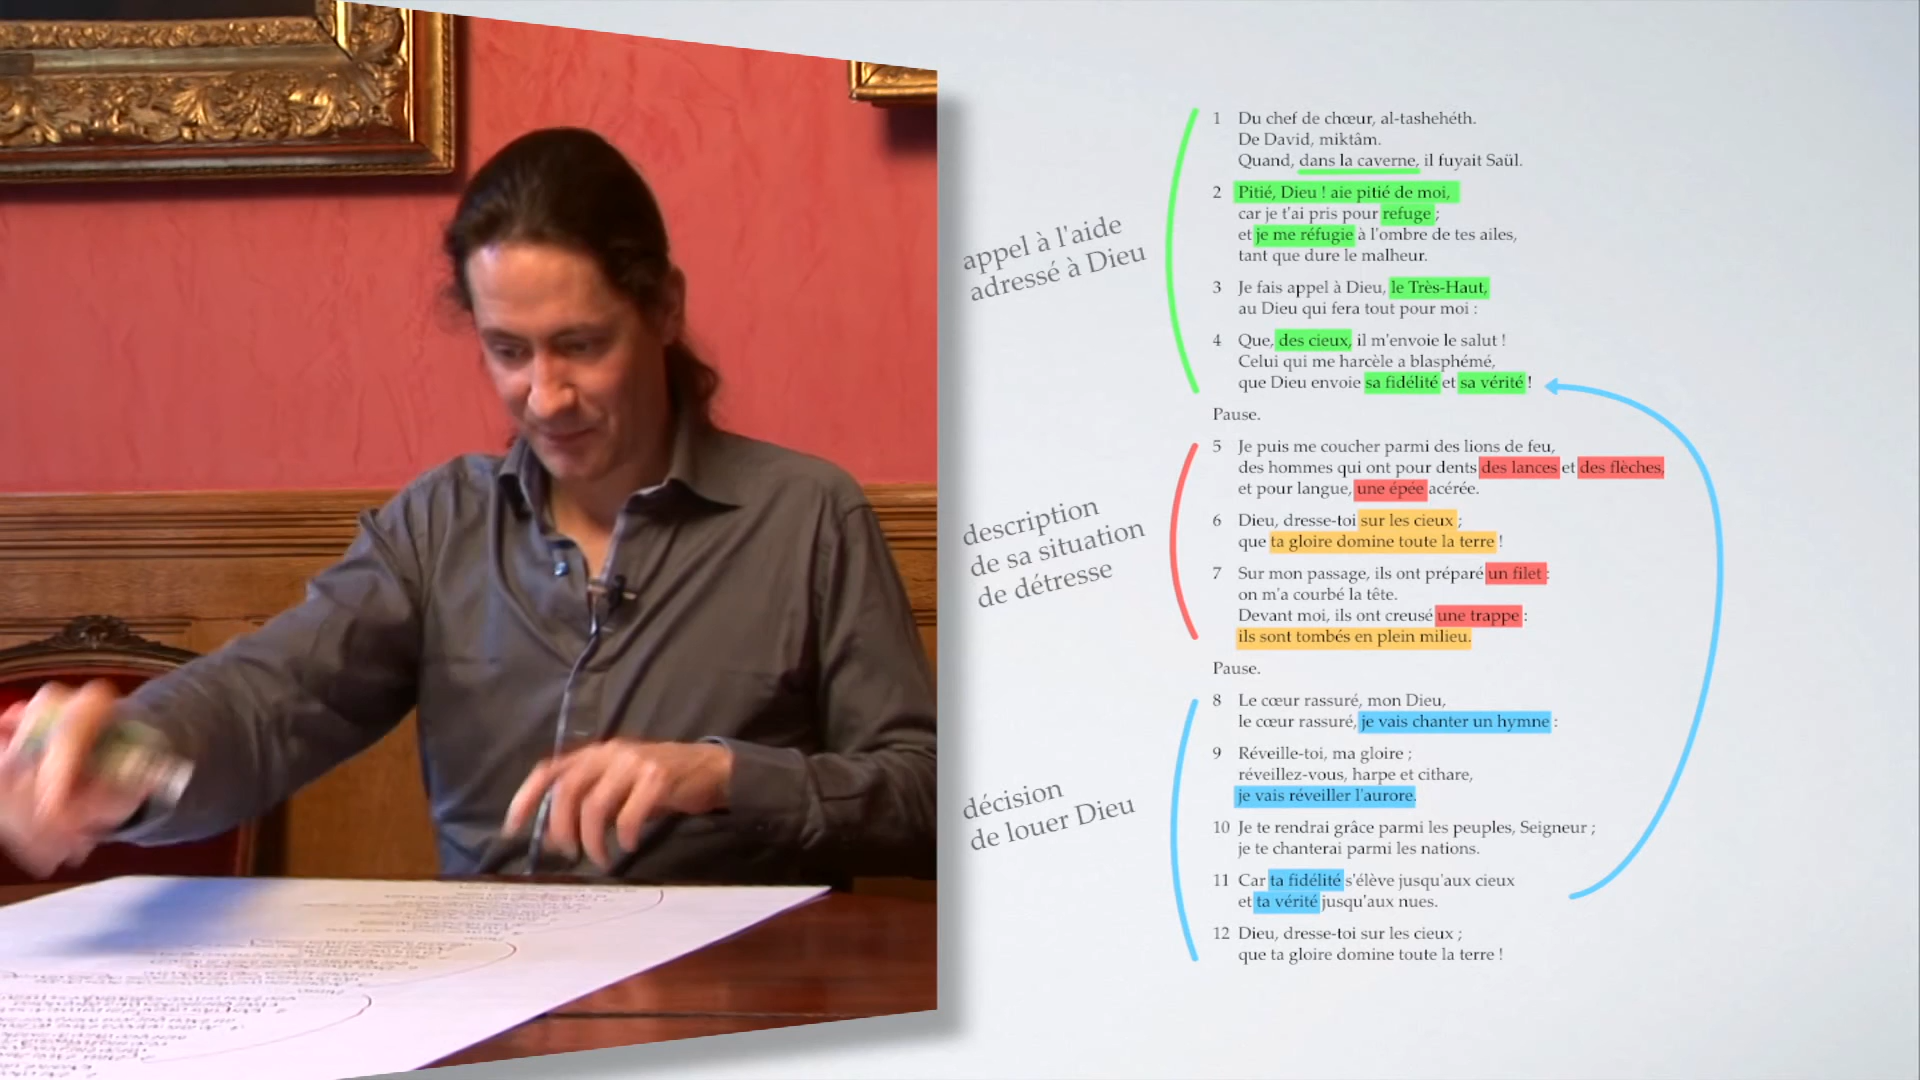 appel à l'aide
adressé à Dieu
1 Du chef de chœur, al-tashehéth.
De David, miktâm.
Quand, dans la caverne, il fuyait Saül.
2 Pitié, Dieu ! aie pitié de moi,
car je t'ai pris pour refuge ;
et je me réfugie à l'ombre de tes ailes,
tant que dure le malheur.
3 Je fais appel à Dieu, le Très-Haut,
au Dieu qui fera tout pour moi :
4 Que, des cieux, il m'envoie le salut !
Celui qui me harcèle a blasphémé,
que Dieu envoie sa fidélité et sa vérité !
Pause.
description
de sa situation
de détresse
5 Je puis me coucher parmi des lions de feu,
des hommes qui ont pour dents des lances et des flèches,
et pour langue, une épée acérée.
6 Dieu, dresse-toi sur les cieux ;
que ta gloire domine toute la terre !
7 Sur mon passage, ils ont préparé un filet :
on m'a courbé la tête.
Devant moi, ils ont creusé une trappe :
ils sont tombés en plein milieu.
Pause.
décision
de louer Dieu
8 Le cœur rassuré, mon Dieu,
le cœur rassuré, je vais chanter un hymne :
9 Réveille-toi, ma gloire ;
réveillez-vous, harpe et cithare,
je vais réveiller l'aurore.
10 Je te rendrai grâce parmi les peuples, Seigneur ;
je te chanterai parmi les nations.
11 Car ta fidélité s'élève jusqu'aux cieux
et ta vérité jusqu'aux nues.
12 Dieu, dresse-toi sur les cieux ;
que ta gloire domine toute la terre !